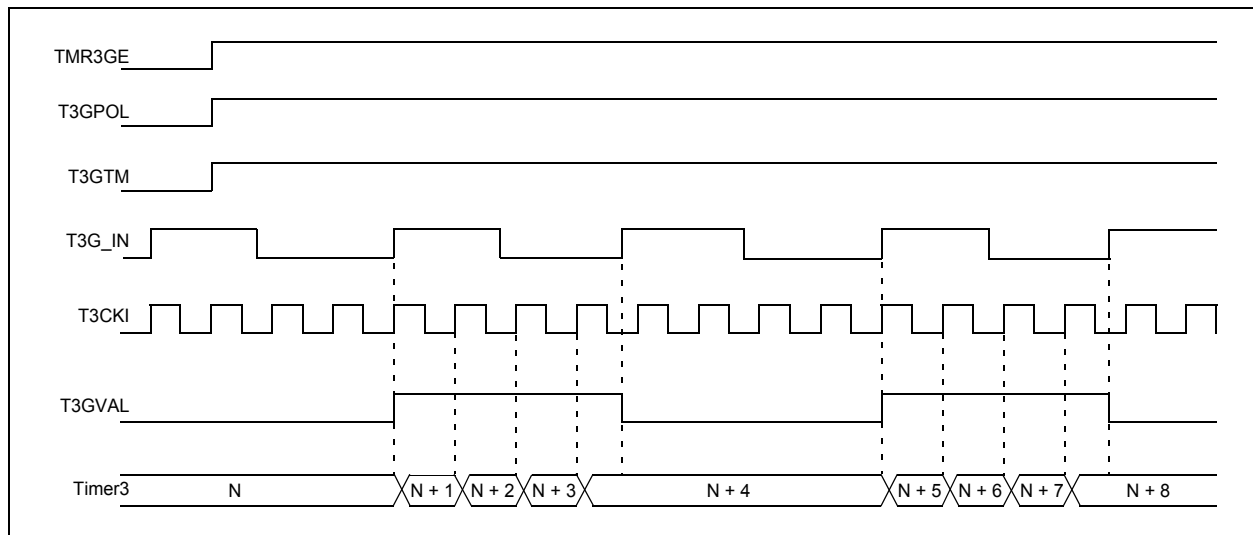 TMR3GE
T3GPOL
T3GTM
T3G_IN
T3CKI
T3GVAL
Timer3 N N + 1 N + 2 N + 3 N + 4 N + 5 N + 6 N + 7 N + 8